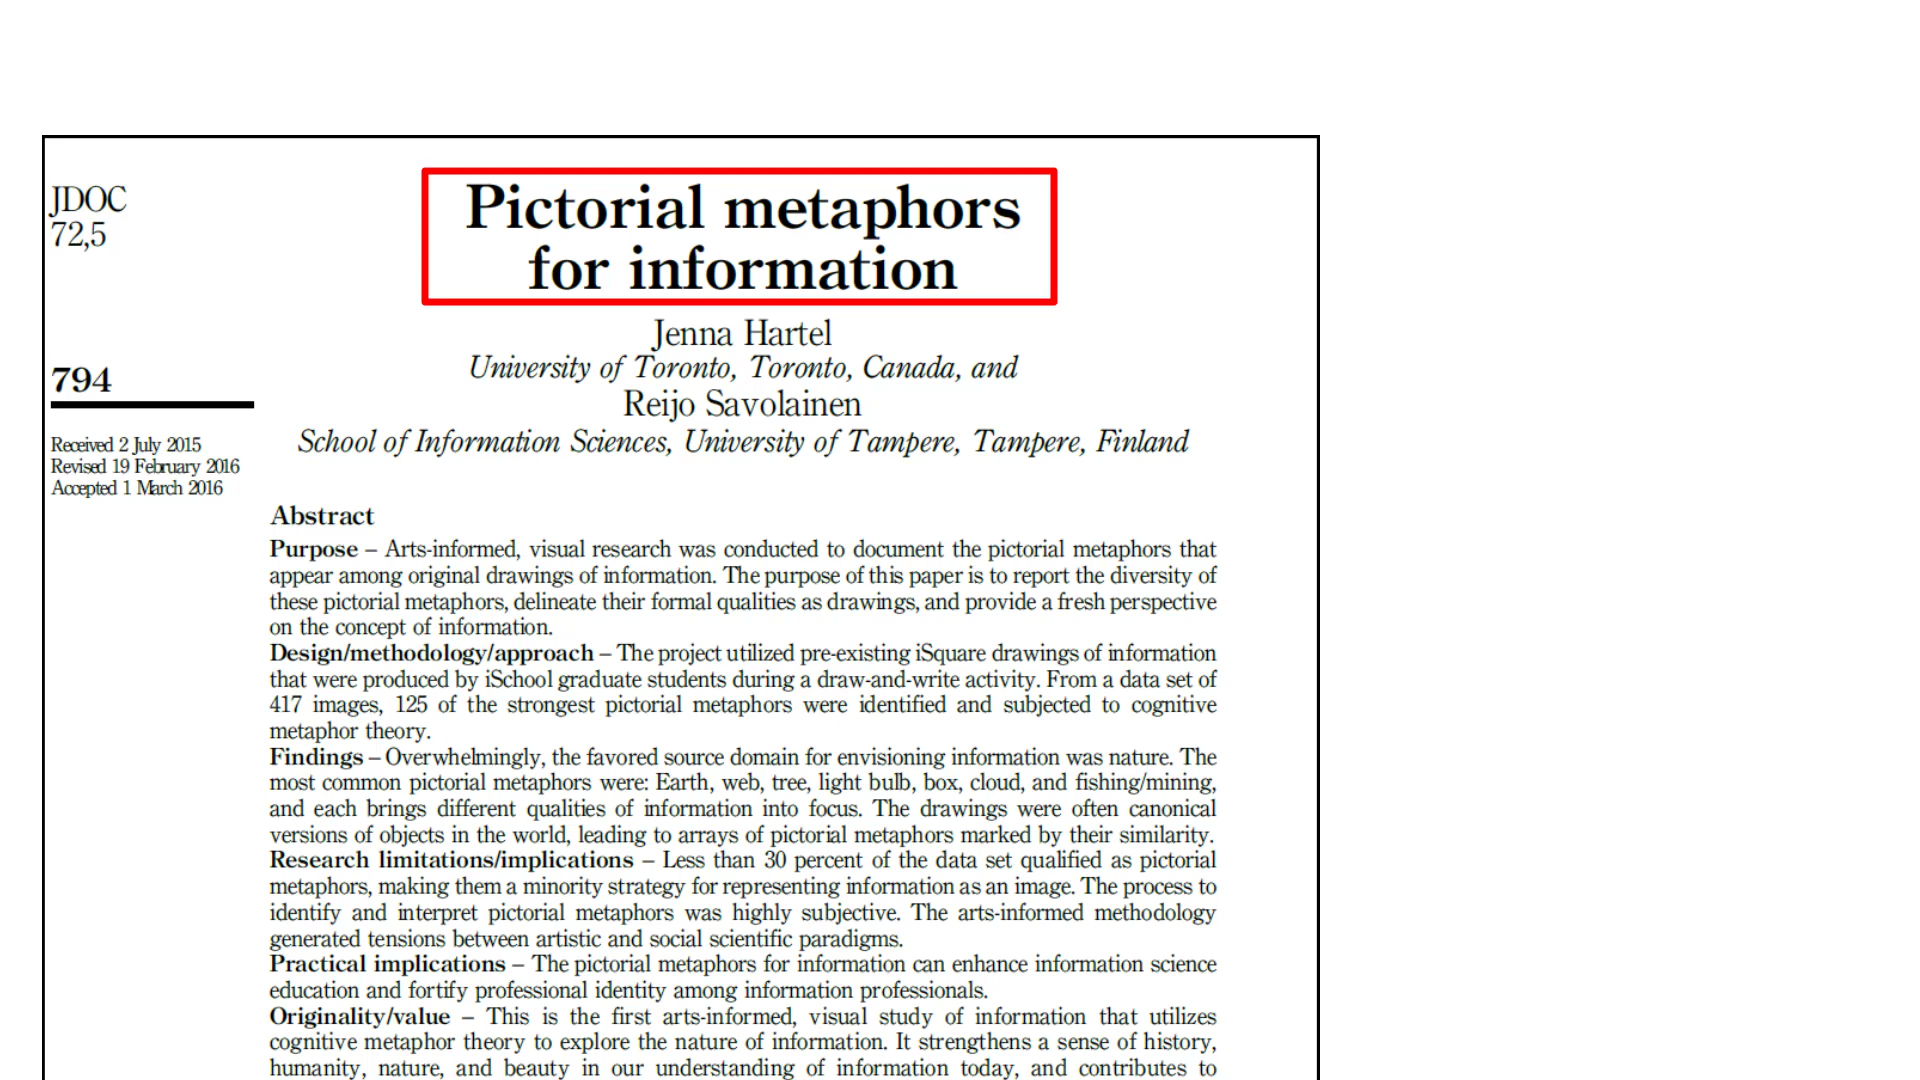 JDOC
72,5
794
Received 2 July 2015
Revised 19 February 2016
Accepted 1 March 2016
Pictorial metaphors
for information
Jenna Hartel
University of Toronto, Toronto, Canada, and
Reijo Savolainen
School of Information Sciences, University of Tampere, Tampere, Finland
Abstract
Purpose – Arts-informed, visual research was conducted to document the pictorial metaphors that
appear among original drawings of information. The purpose of this paper is to report the diversity of
these pictorial metaphors, delineate their formal qualities as drawings, and provide a fresh perspective
on the concept of information.
Design/methodology/approach – The project utilized pre-existing iSquare drawings of information
that were produced by iSchool graduate students during a draw-and-write activity. From a data set of
417 images, 125 of the strongest pictorial metaphors were identified and subjected to cognitive
metaphor theory.
Findings – Overwhelmingly, the favored source domain for envisioning information was nature. The
most common pictorial metaphors were: Earth, web, tree, light bulb, box, cloud, and fishing/mining,
and each brings different qualities of information into focus. The drawings were often canonical
versions of objects in the world, leading to arrays of pictorial metaphors marked by their similarity.
Research limitations/implications – Less than 30 percent of the data set qualified as pictorial
metaphors, making them a minority strategy for representing information as an image. The process to
identify and interpret pictorial metaphors was highly subjective. The arts-informed methodology
generated tensions between artistic and social scientific paradigms.
Practical implications – The pictorial metaphors for information can enhance information science
education and fortify professional identity among information professionals.
Originality/value – This is the first arts-informed, visual study of information that utilizes
cognitive metaphor theory to explore the nature of information. It strengthens a sense of history,
humanity, nature, and beauty in our understanding of information today, and contributes to